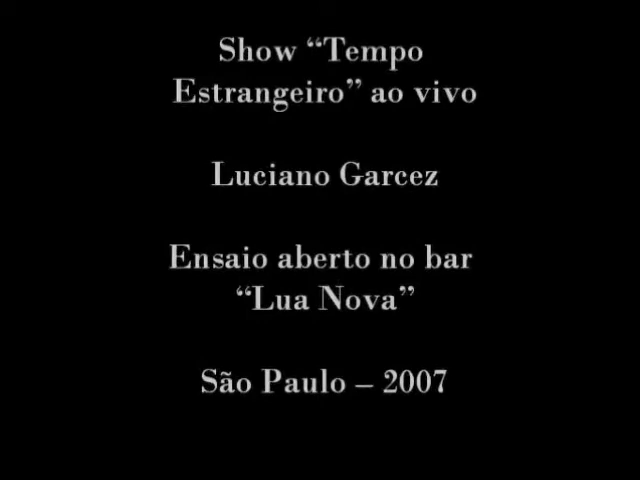 Show “Tempo
Estrangeiro” ao vivo
Luciano Garcez
Ensaio aberto no bar
“Lua Nova”
São Paulo – 2007